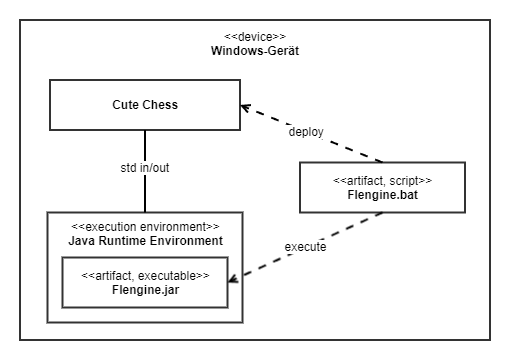 <<device>>
Windows-Gerät
Cute Chess
deploy
std in/out
<<artifact, script>>
Flengine.bat
<<execution environment>>
Java Runtime Environment
execute
<<artifact, executable>>
Flengine.jar